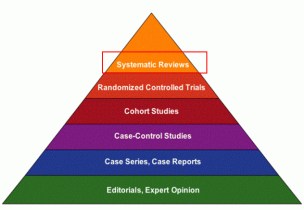 Systematic Reviews
Randomized Controlled Trials
Cohort Studies
Case-Control Studies
Case Series, Case Reports
Editorials, Expert Opinion